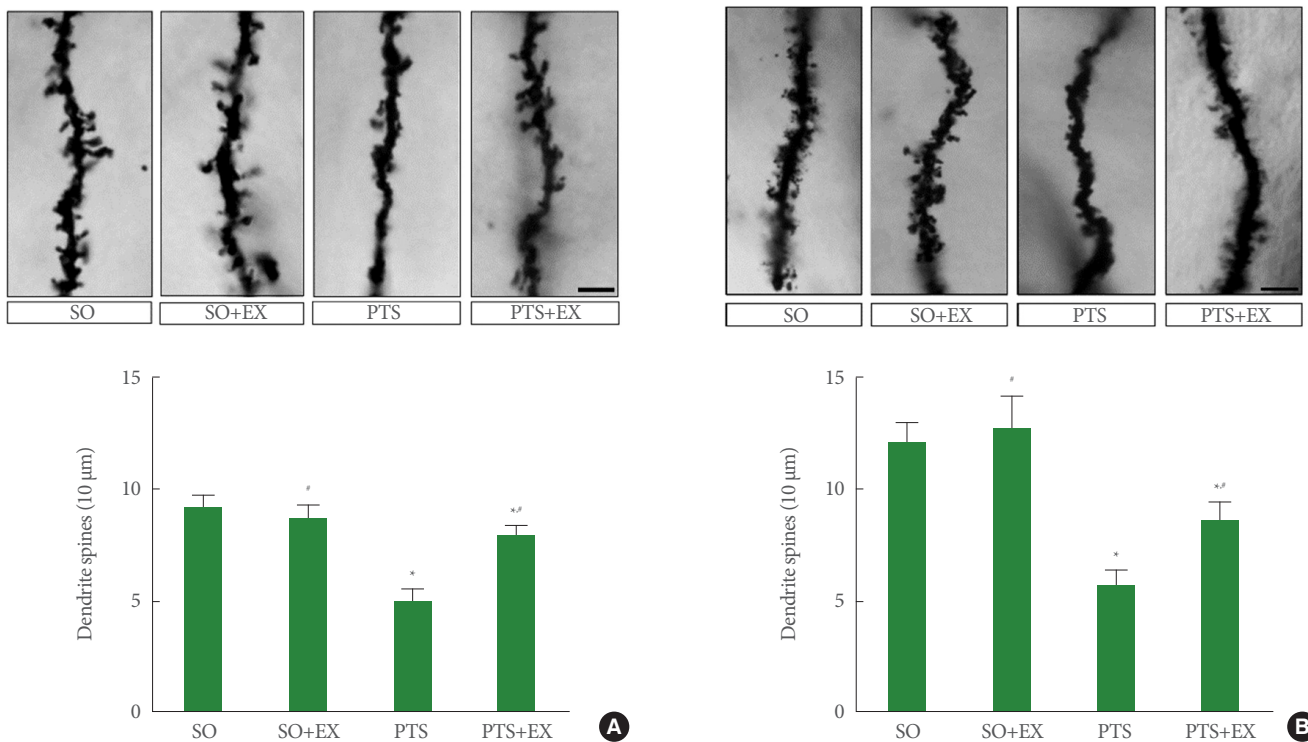 SO SO+EX PTS PTS+EX
15
10
5
0
Dendrite spines (10 μm)
#
*
*,#
SO SO+EX PTS PTS+EX
A
SO SO+EX PTS PTS+EX
15
10
5
0
Dendrite spines (10 μm)
#
*
*,#
SO SO+EX PTS PTS+EX
B